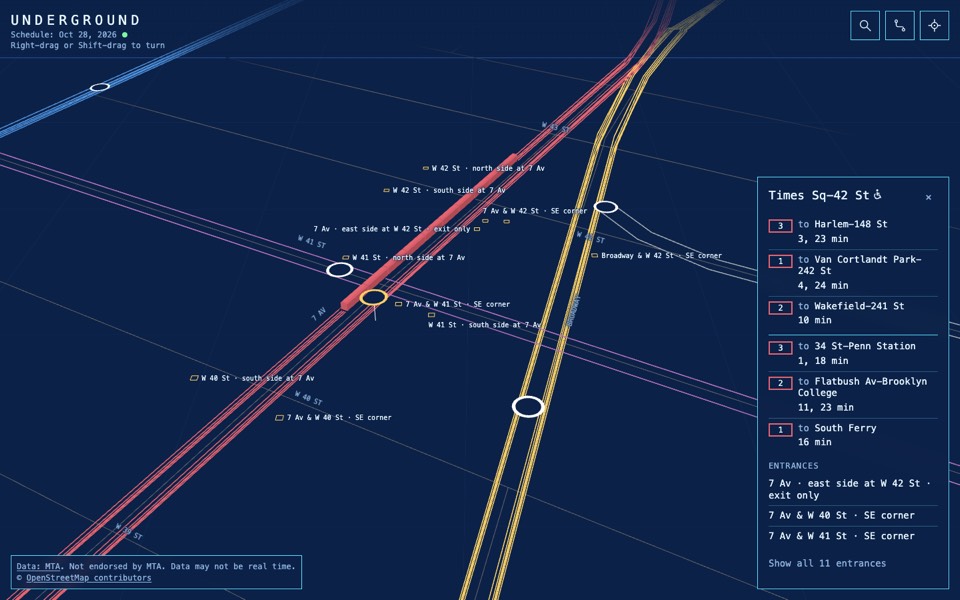 UNDERGROUND
Schedule: Oct 28, 2026
Right-drag or Shift-drag to turn
W 43 ST
W 42 St · north side at 7 Av
W 42 St · south side at 7 Av
7 Av & W 42 St · SE corner
7 Av · east side at W 42 St · exit only
W 41 ST
Broadway & W 42 St · SE corner
W 41 St · north side at 7 Av
7 Av & W 41 St · SE corner
7 AV
BROADWAY
W 41 St · south side at 7 Av
W 40 St · south side at 7 Av
W 40 ST
7 Av & W 40 St · SE corner
W 39 ST
Times Sq-42 St
×
3 to Harlem-148 St
3, 23 min
1 to Van Cortlandt Park-
242 St
4, 24 min
2 to Wakefield-241 St
10 min
3 to 34 St-Penn Station
1, 18 min
2 to Flatbush Av-Brooklyn
College
11, 23 min
1 to South Ferry
16 min
ENTRANCES
7 Av · east side at W 42 St ·
exit only
7 Av & W 40 St · SE corner
7 Av & W 41 St · SE corner
Show all 11 entrances
Data: MTA. Not endorsed by MTA. Data may not be real time.
© OpenStreetMap contributors